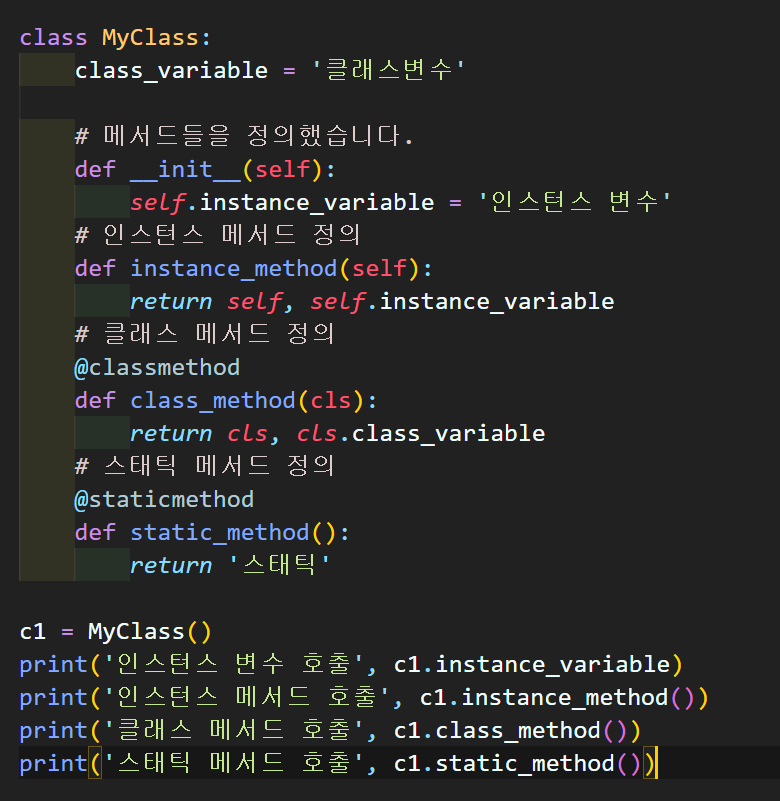 class MyClass:
    class_variable = '클래스변수'
    # 메서드들을 정의했습니다.
    def __init__(self):
        self.instance_variable = '인스턴스 변수'
    # 인스턴스 메서드 정의
    def instance_method(self):
        return self, self.instance_variable
    # 클래스 메서드 정의
    @classmethod
    def class_method(cls):
        return cls, cls.class_variable
    # 스태틱 메서드 정의
    @staticmethod
    def static_method():
        return '스태틱'
c1 = MyClass()
print('인스턴스 변수 호출', c1.instance_variable)
print('인스턴스 메서드 호출', c1.instance_method())
print('클래스 메서드 호출', c1.class_method())
print('스태틱 메서드 호출', c1.static_method())